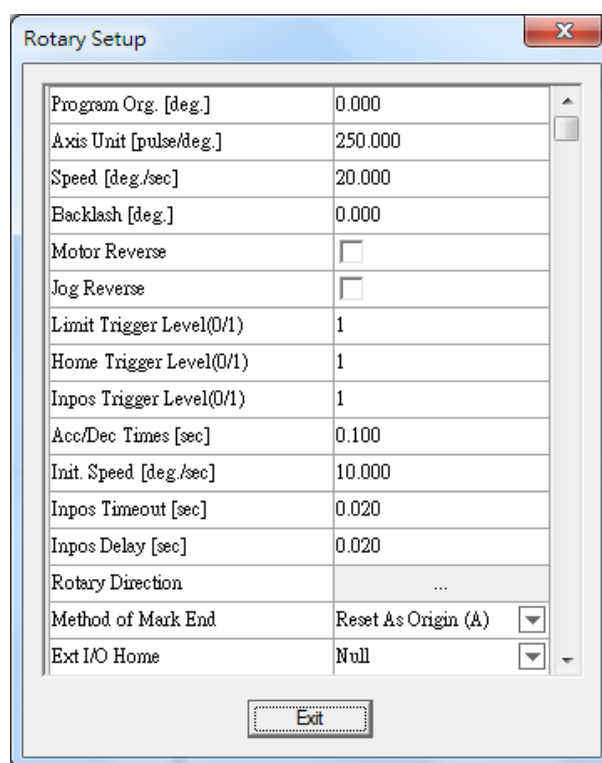 Rotary Setup
Program Org. [deg.] 0.000
Axis Unit [pulse/deg.] 250.000
Speed [deg./sec] 20.000
Backlash [deg.] 0.000
Motor Reverse
Jog Reverse
Limit Trigger Level(0/1) 1
Home Trigger Level(0/1) 1
Inpos Trigger Level(0/1) 1
Acc/Dec Times [sec] 0.100
Init. Speed [deg./sec] 10.000
Inpos Timeout [sec] 0.020
Inpos Delay [sec] 0.020
Rotary Direction ...
Method of Mark End Reset As Origin (A)
Ext I/O Home Null
Exit